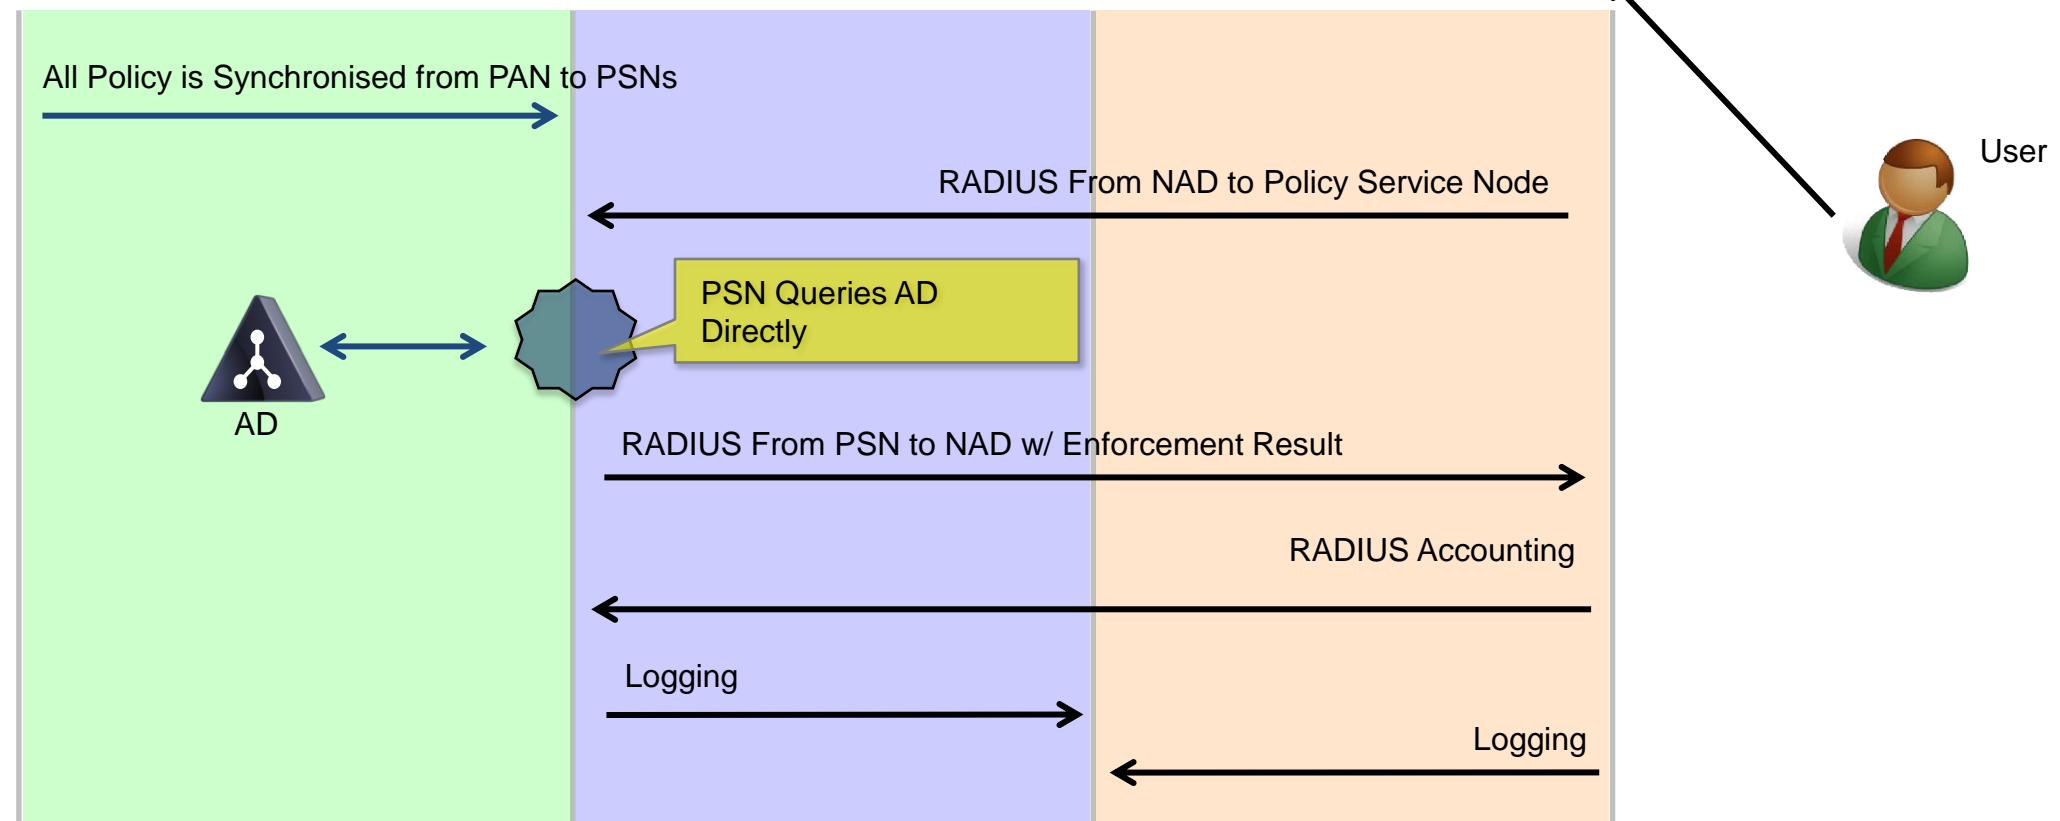 All Policy is Synchronised from PAN to PSNs
User
RADIUS From NAD to Policy Service Node
PSN Queries AD
Directly
AD
RADIUS From PSN to NAD w/ Enforcement Result
RADIUS Accounting
Logging
Logging